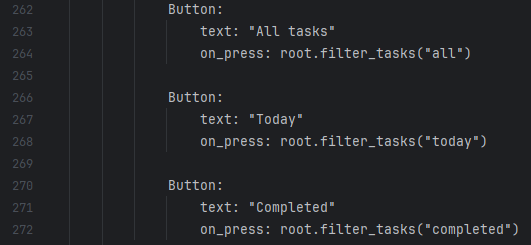 262 Button:
263 text: "All tasks"
264 on_press: root.filter_tasks("all")
265
266 Button:
267 text: "Today"
268 on_press: root.filter_tasks("today")
269
270 Button:
271 text: "Completed"
272 on_press: root.filter_tasks("completed")